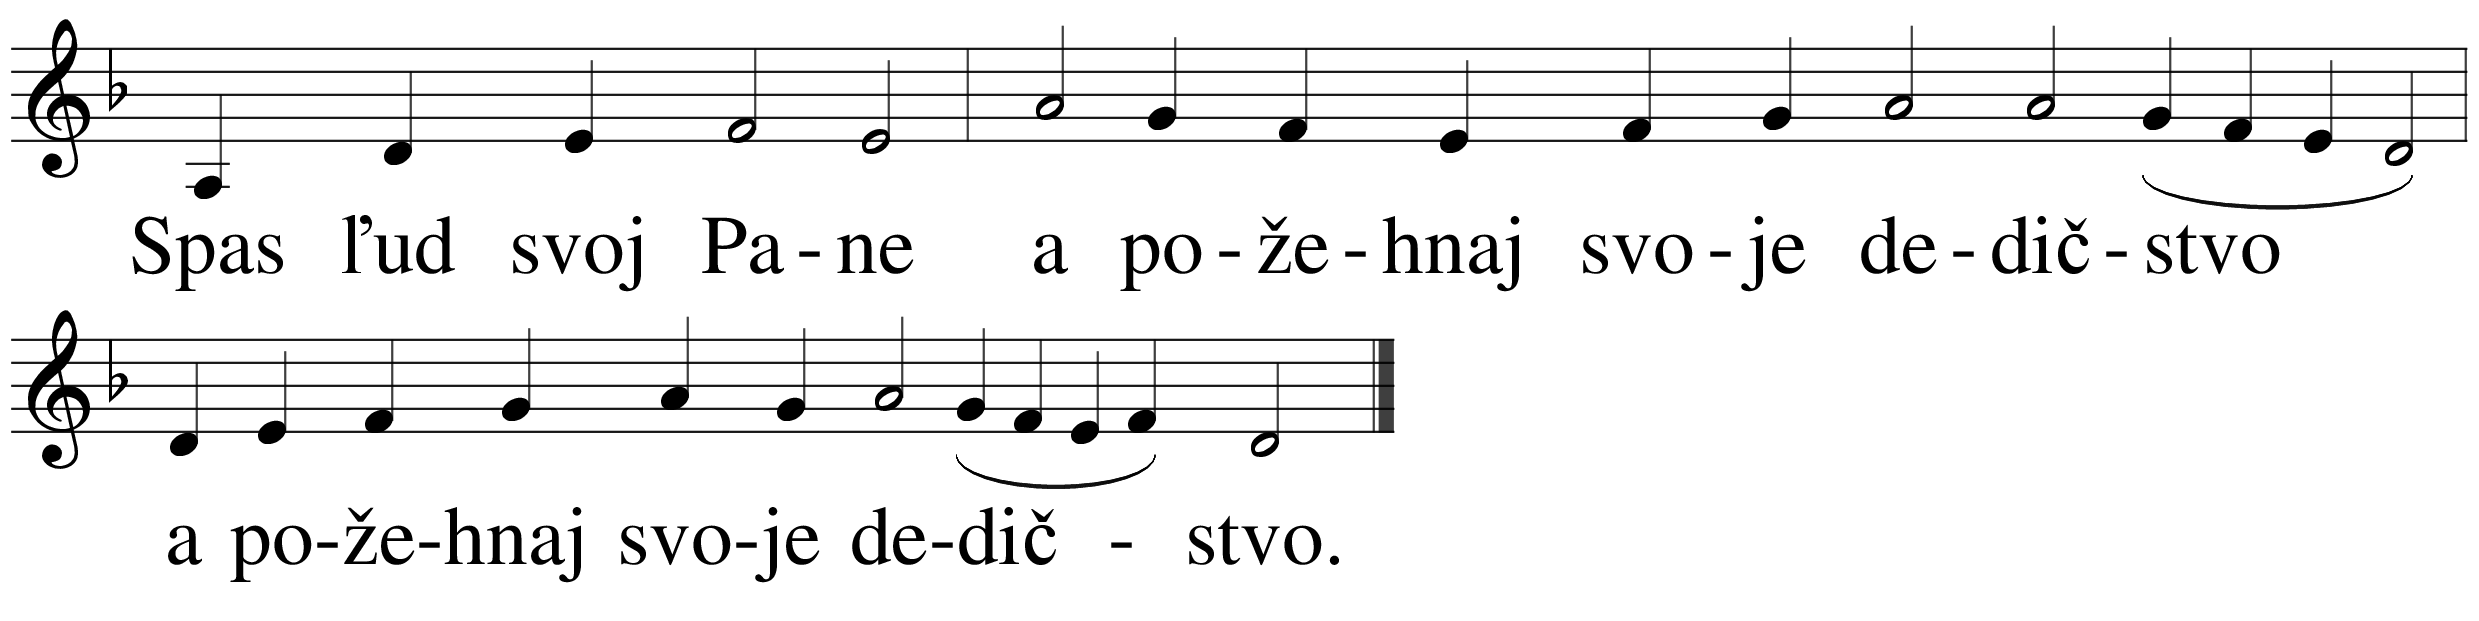 Spas ľud svoj Pa - ne a po - že - hnaj svo - je de - dič - stvo
a po-že-hnaj svo-je de-dič - stvo.